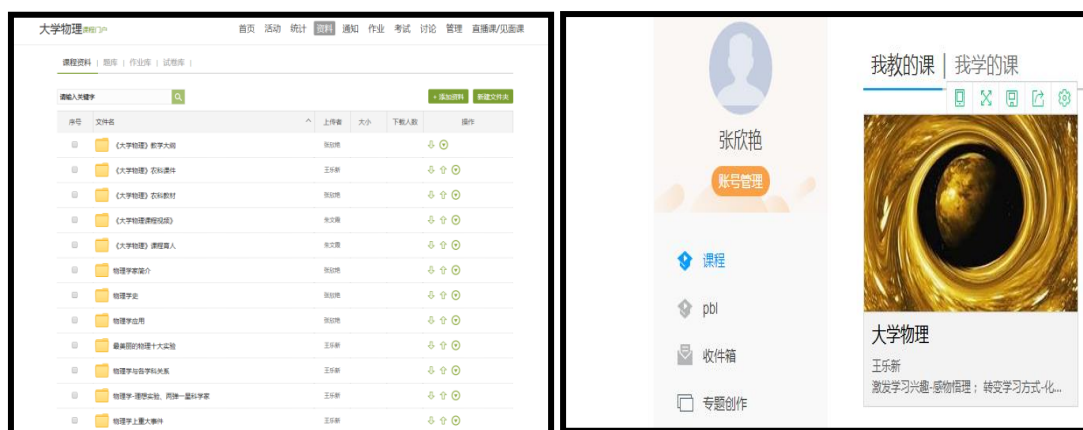 大学物理 课程门户
首页 活动 统计 资料 通知 作业 考试 讨论 管理 直播课/见面课
课程资料 | 题库 | 作业库 | 试卷库 |
请输入关键字
+ 添加资料 新建文件夹
序号 文件名 上传者 大小 下载人数 操作
《大学物理》教学大纲 张欣艳
《大学物理》农科课件 王乐新
《大学物理》农科教材 张欣艳
《大学物理课程视频》 朱文霞
《大学物理》课程育人 朱文霞
物理学家简介 张欣艳
物理学史 张欣艳
物理学应用 张欣艳
最美丽的物理十大实验 王乐新
物理学与各学科关系 王乐新
物理学-理想实验、两弹一星科学家 王乐新
物理学上重大事件 王乐新
张欣艳
账号管理
课程
pbl
收件箱
专题创作
我教的课 | 我学的课
大学物理
王乐新
激发学习兴趣-感物悟理；转变学习方式-化...